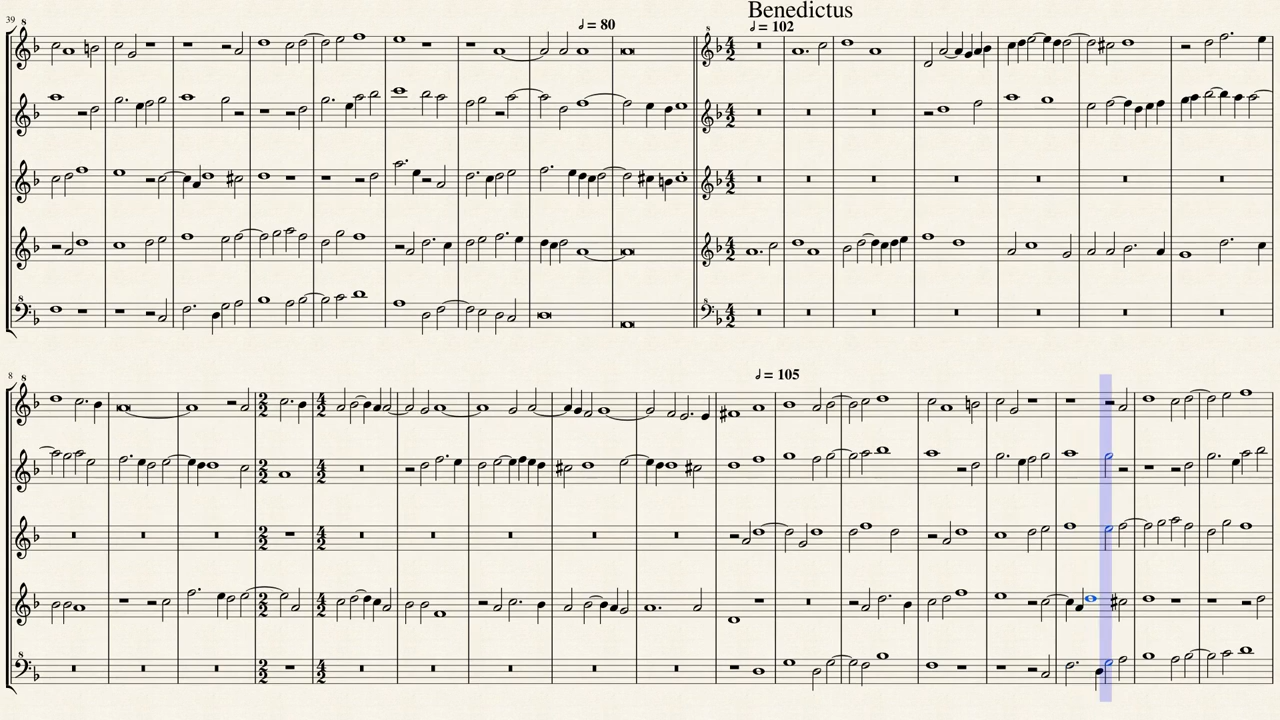 Benedictus
39
𝅗𝅥 = 80
𝅗𝅥 = 102
8
𝅗𝅥 = 105